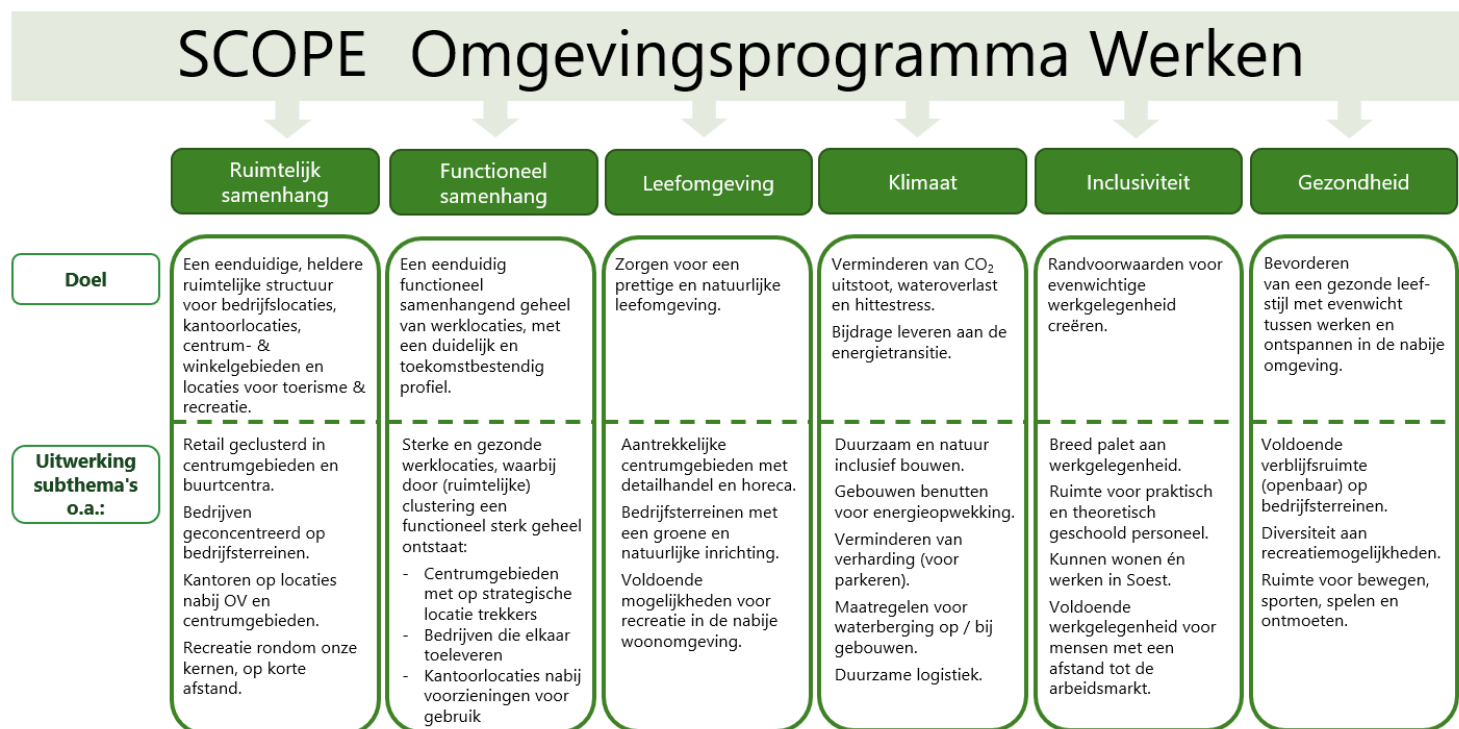 SCOPE Omgevingsprogramma Werken
Ruimtelijk
samenhang
Functioneel
samenhang
Leefomgeving
Klimaat
Inclusiviteit
Gezondheid
Doel
Een eenduidige, heldere
ruimtelijke structuur
voor bedrijfslocaties,
kantoorlocaties,
centrum- &
winkelgebieden en
locaties voor toerisme &
recreatie.
Een eenduidig
functioneel
samenhangend geheel
van werklocaties, met
een duidelijk en
toekomstbestendig
profiel.
Zorgen voor een
prettige en natuurlijke
leefomgeving.
Verminderen van CO₂
uitstoot, wateroverlast
en hittestress.
Bijdrage leveren aan de
energietransitie.
Randvoorwaarden voor
evenwichtige
werkgelegenheid
creëren.
Bevorderen
van een gezonde leef-
stijl met evenwicht
tussen werken en
ontspannen in de nabije
omgeving.
Uitwerking
subthema's
o.a.:
Retail geclusterd in
centrumgebieden en
buurtcentra.
Bedrijven
geconcentreerd op
bedrijfsterreinen.
Kantoren op locaties
nabij OV en
centrumgebieden.
Recreatie rondom onze
kernen, op korte
afstand.
Sterke en gezonde
werklocaties, waarbij
door (ruimtelijke)
clustering een
functioneel sterk geheel
ontstaat:
- Centrumgebieden
met op strategische
locatie trekkers
- Bedrijven die elkaar
toeleveren
- Kantoorlocaties nabij
voorzieningen voor
gebruik
Aantrekkelijke
centrumgebieden met
detailhandel en horeca.
Bedrijfsterreinen met
een groene en
natuurlijke inrichting.
Voldoende
mogelijkheden voor
recreatie in de nabije
woonomgeving.
Duurzaam en natuur
inclusief bouwen.
Gebouwen benutten
voor energieopwekking.
Verminderen van
verharding (voor
parkeren).
Maatregelen voor
waterberging op / bij
gebouwen.
Duurzame logistiek.
Breed palet aan
werkgelegenheid.
Ruimte voor praktisch
en theoretisch
geschoold personeel.
Kunnen wonen én
werken in Soest.
Voldoende
werkgelegenheid voor
mensen met een
afstand tot de
arbeidsmarkt.
Voldoende
verblijfsruimte
(openbaar) op
bedrijfsterreinen.
Diversiteit aan
recreatiemogelijkheden.
Ruimte voor bewegen,
sporten, spelen en
ontmoeten.